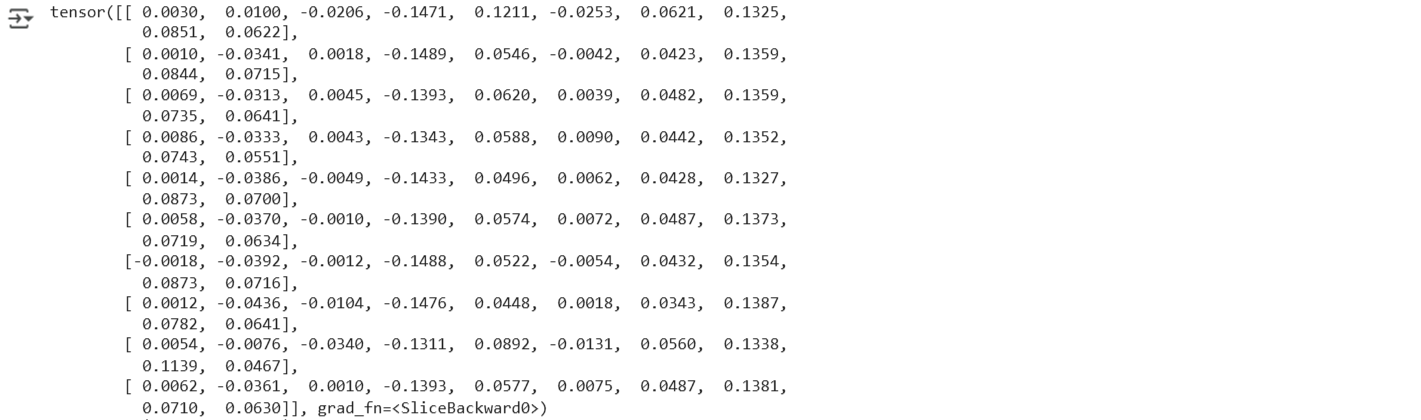 tensor([[ 0.0030,  0.0100, -0.0206, -0.1471,  0.1211, -0.0253,  0.0621,  0.1325,
          0.0851,  0.0622],
        [ 0.0010, -0.0341,  0.0018, -0.1489,  0.0546, -0.0042,  0.0423,  0.1359,
          0.0844,  0.0715],
        [ 0.0069, -0.0313,  0.0045, -0.1393,  0.0620,  0.0039,  0.0482,  0.1359,
          0.0735,  0.0641],
        [ 0.0086, -0.0333,  0.0043, -0.1343,  0.0588,  0.0090,  0.0442,  0.1352,
          0.0743,  0.0551],
        [ 0.0014, -0.0386, -0.0049, -0.1433,  0.0496,  0.0062,  0.0428,  0.1327,
          0.0873,  0.0700],
        [ 0.0058, -0.0370, -0.0010, -0.1390,  0.0574,  0.0072,  0.0487,  0.1373,
          0.0719,  0.0634],
        [-0.0018, -0.0392, -0.0012, -0.1488,  0.0522, -0.0054,  0.0432,  0.1354,
          0.0873,  0.0716],
        [ 0.0012, -0.0436, -0.0104, -0.1476,  0.0448,  0.0018,  0.0343,  0.1387,
          0.0782,  0.0641],
        [ 0.0054, -0.0076, -0.0340, -0.1311,  0.0892, -0.0131,  0.0560,  0.1338,
          0.1139,  0.0467],
        [ 0.0062, -0.0361,  0.0010, -0.1393,  0.0577,  0.0075,  0.0487,  0.1381,
          0.0710,  0.0630]], grad_fn=<SliceBackward0>)